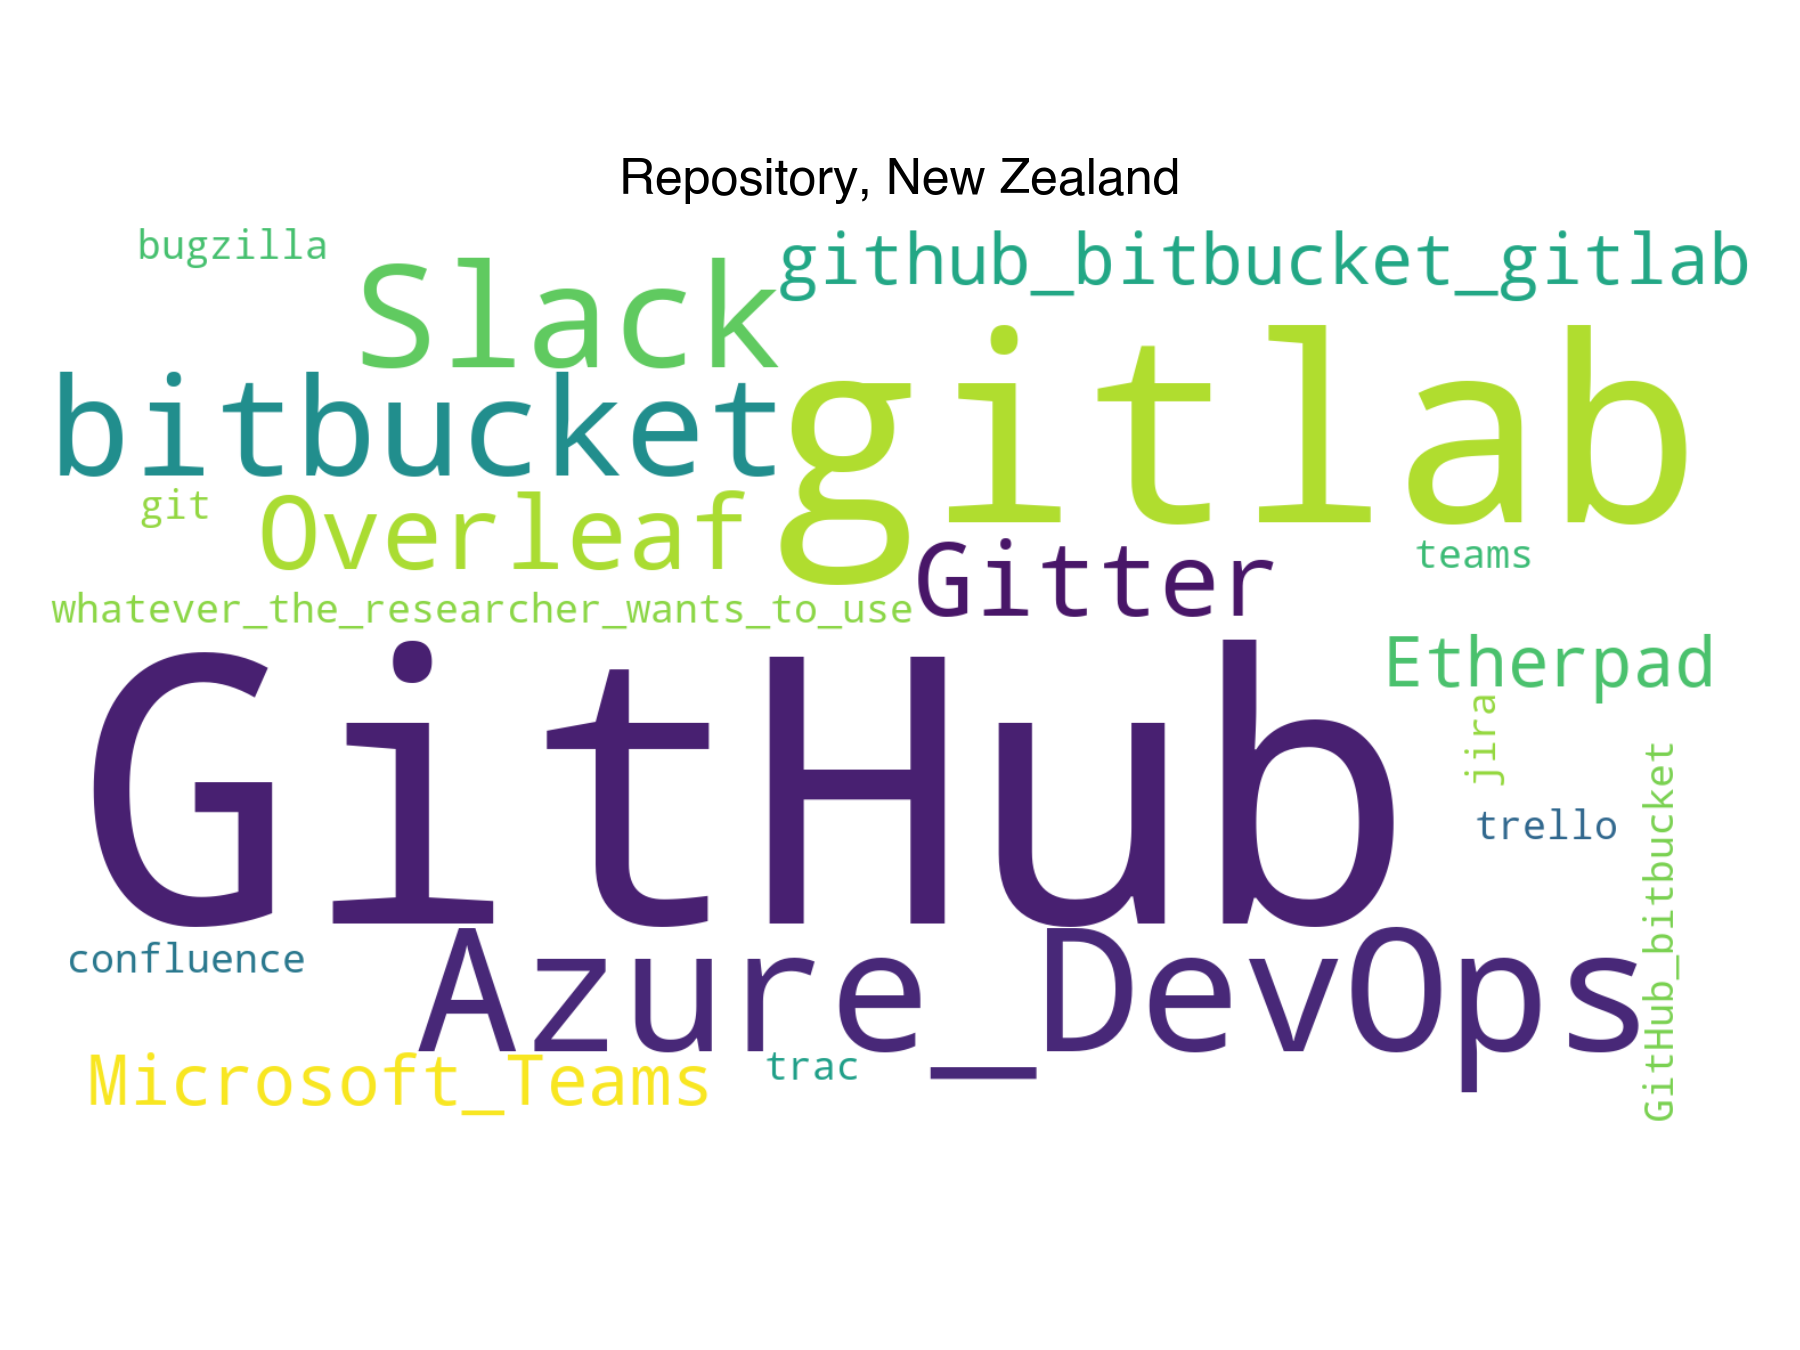 Repository, New Zealand
bugzilla
Slack
github_bitbucket_gitlab
bitbucket
gitlab
git
Overleaf
Gitter
teams
whatever_the_researcher_wants_to_use
GitHub
Etherpad
jira
trello
GitHub_bitbucket
confluence
Azure_DevOps
Microsoft_Teams
trac